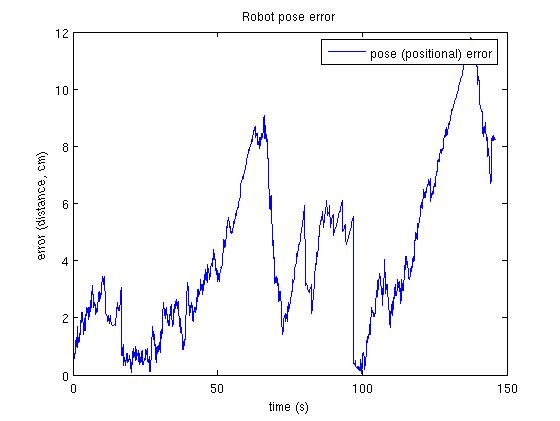 Robot pose error
12
pose (positional) error
10
8
6
4
2
0
error (distance, cm)
0 50 100 150
time (s)